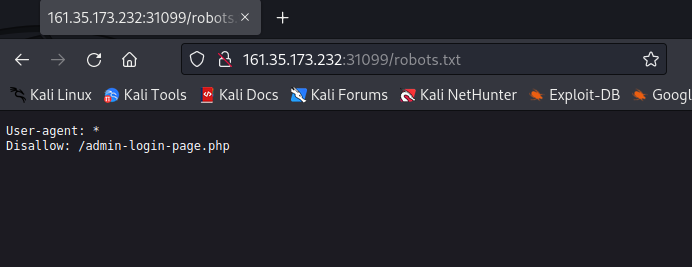 161.35.173.232:31099/robots.
161.35.173.232:31099/robots.txt
Kali Linux
Kali Tools
Kali Docs
Kali Forums
Kali NetHunter
Exploit-DB
Googl
User-agent: *
Disallow: /admin-login-page.php